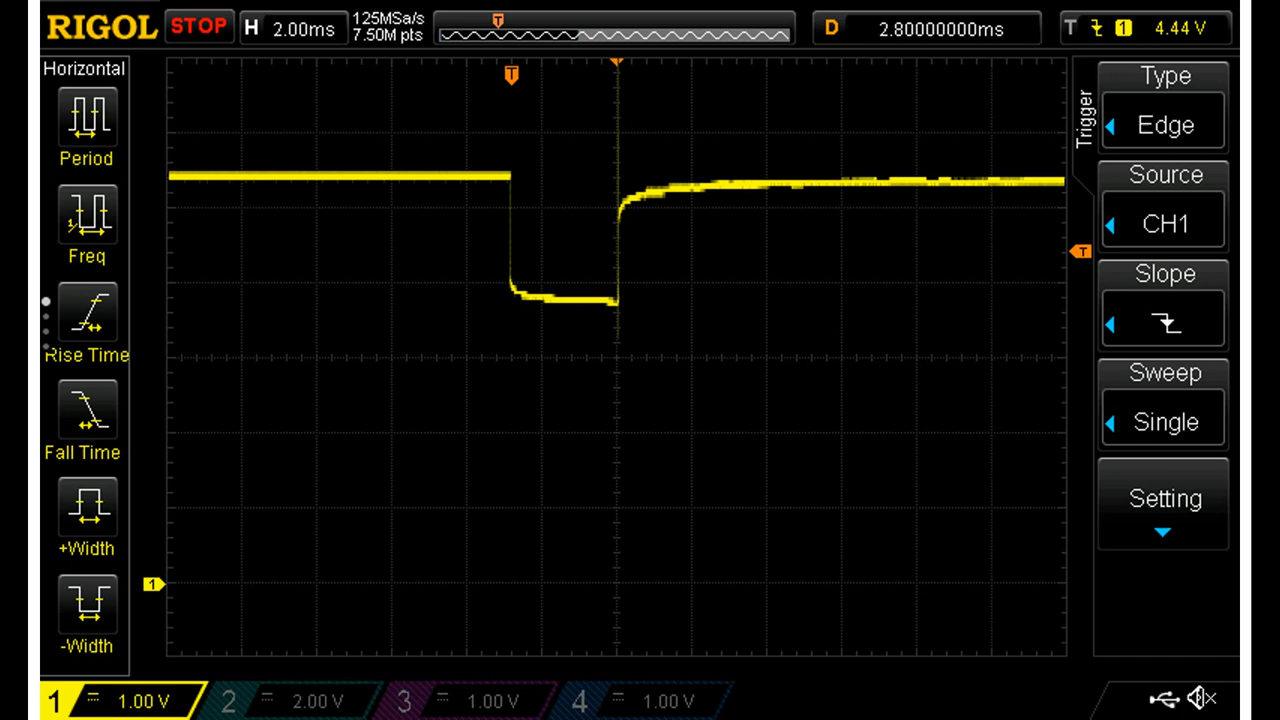 RIGOL STOP H 2.00ms 125MSa/s D 2.80000000ms T 1 4.44 V
7.50M pts
T
Horizontal
Period
1/ Freq
Rise Time
Fall Time
+Width
-Width
T
T
1
Trigger
Type
Edge
Source
CH1
Slope
Sweep
Single
Setting
1 1.00 V 2 2.00 V 3 1.00 V 4 1.00 V